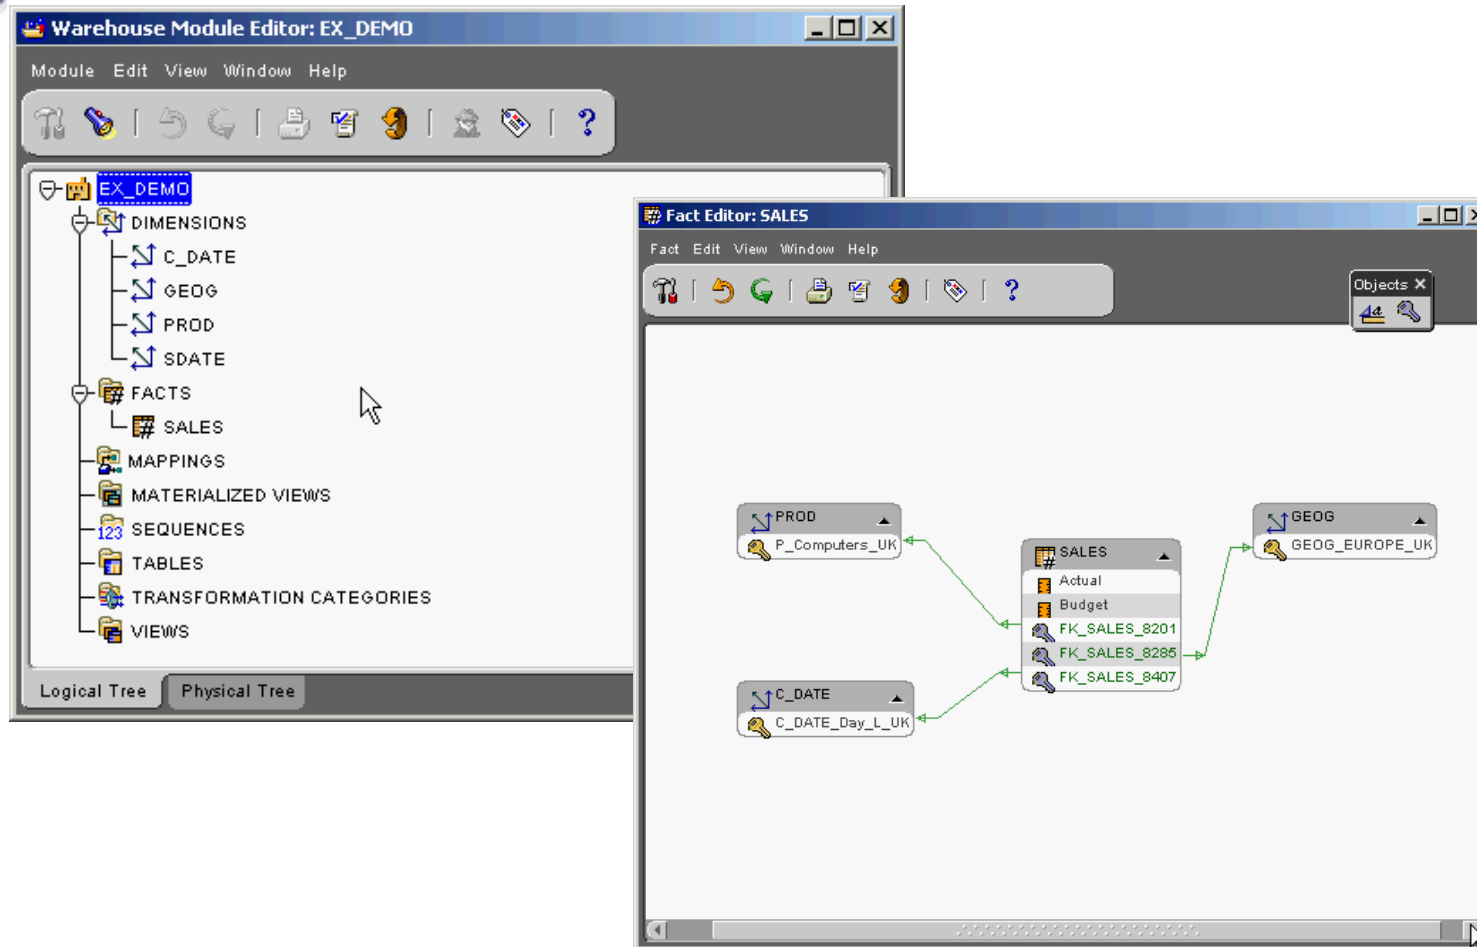 Warehouse Module Editor: EX_DEMO
Module Edit View Window Help
?
EX_DEMO
DIMENSIONS
C_DATE
GEOG
PROD
SDATE
FACTS
SALES
MAPPINGS
MATERIALIZED VIEWS
123 SEQUENCES
TABLES
TRANSFORMATION CATEGORIES
VIEWS
Logical Tree Physical Tree
Fact Editor: SALES
Fact Edit View Window Help
?
Objects
a
PROD
P_Computers_UK
SALES
Actual
Budget
FK_SALES_8201
FK_SALES_8285
FK_SALES_8407
GEOG
GEOG_EUROPE_UK
C_DATE
C_DATE_Day_L_UK